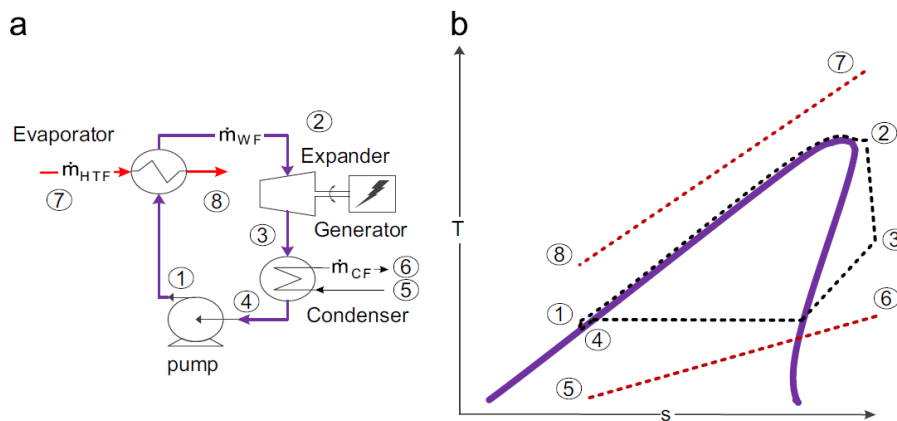 a
b
②
Evaporator
ṁWF
Expander
ṁHTF
⑦
⑧
Generator
③
ṁCF
⑥
⑤
①
④
Condenser
pump
T
⑦
②
③
⑧
①
④
⑥
⑤
s